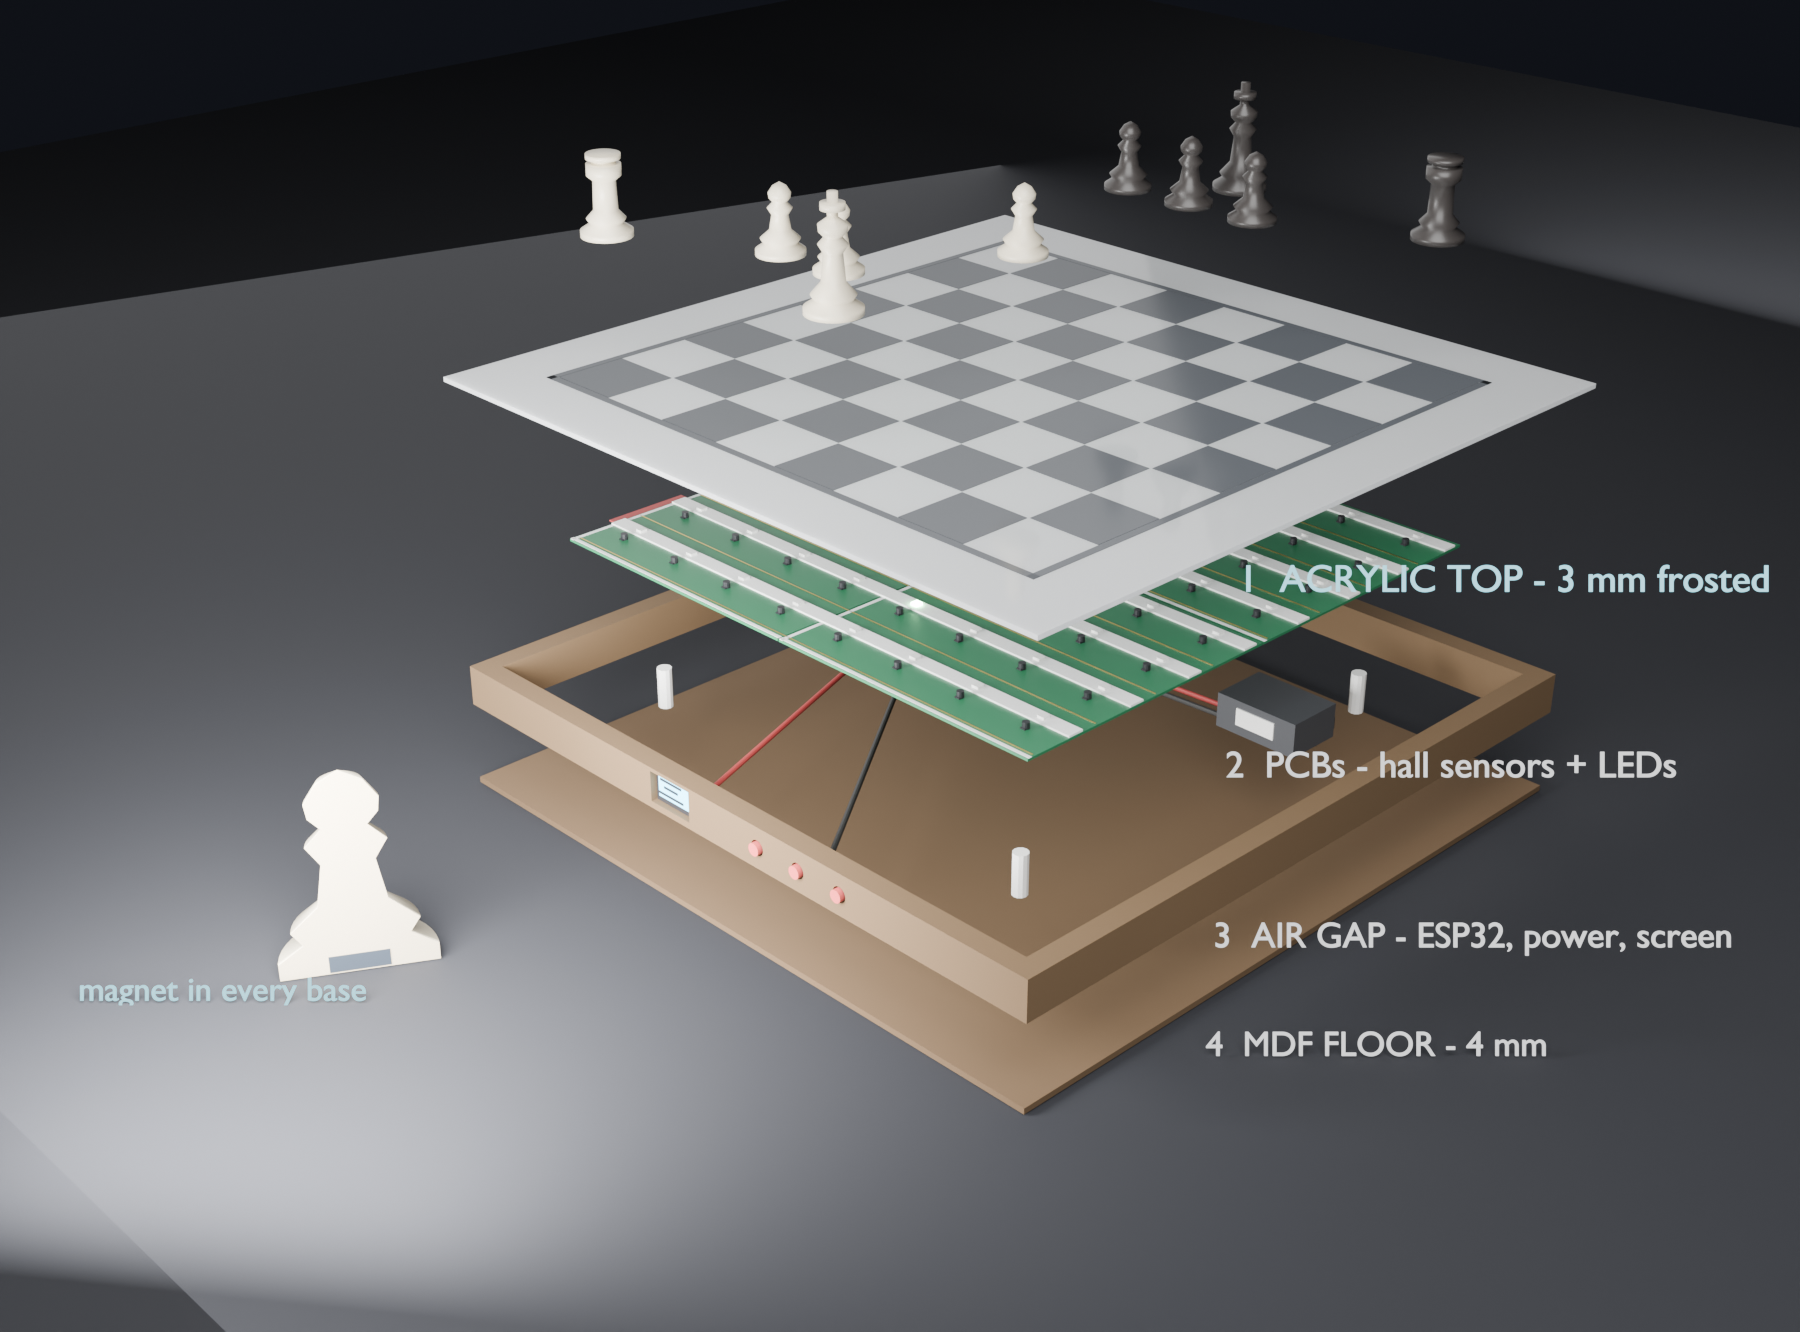 1 ACRYLIC TOP - 3 mm frosted
2 PCBs - hall sensors + LEDs
3 AIR GAP - ESP32, power, screen
magnet in every base
4 MDF FLOOR - 4 mm